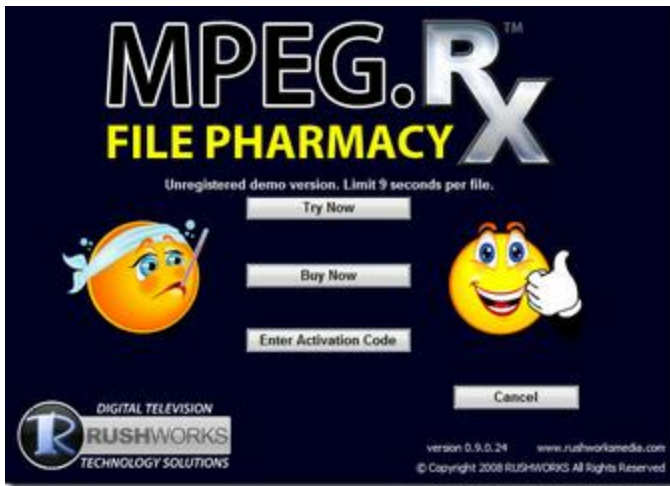 MPEG.RX™
FILE PHARMACY
Unregistered demo version. Limit 9 seconds per file.
Try Now
Buy Now
Enter Activation Code
Cancel
DIGITAL TELEVISION
RUSHWORKS
TECHNOLOGY SOLUTIONS
version 0.9.0.24 www.rushworksmedia.com
© Copyright 2008 RUSHWORKS All Rights Reserved